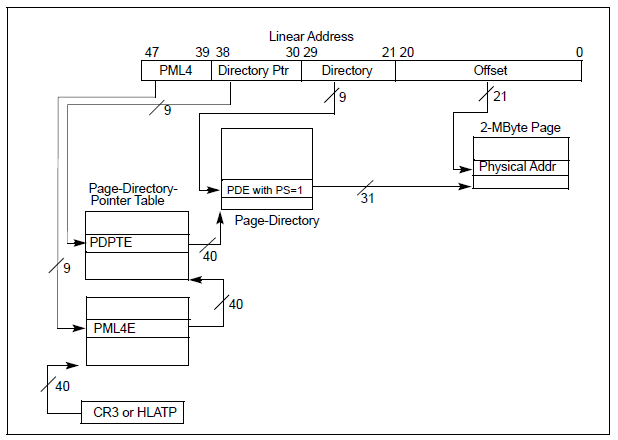 Linear Address
47 39 38 30 29 21 20 0
PML4 Directory Ptr Directory Offset
9 9 21
2-MByte Page
Physical Addr
PDE with PS=1
31
Page-Directory-
Pointer Table
Page-Directory
PDPTE
40
9
40
PML4E
40
CR3 or HLATP